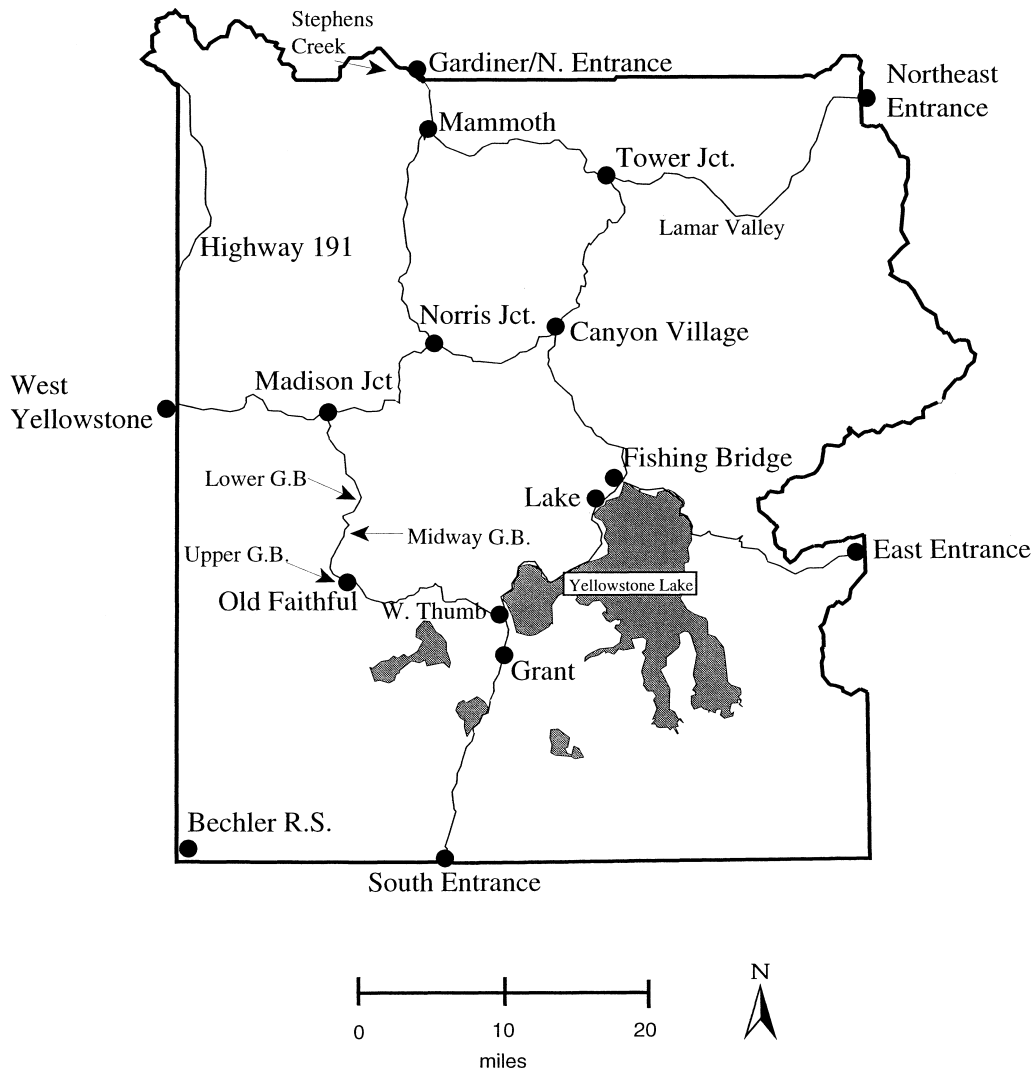 Stephens
Creek
Gardiner/N. Entrance
Northeast
Entrance
Mammoth
Tower Jct.
Lamar Valley
Highway 191
Norris Jct.
Canyon Village
Madison Jct
West
Yellowstone
Fishing Bridge
Lower G.B
Lake
Midway G.B.
Upper G.B.
East Entrance
Yellowstone Lake
Old Faithful
W. Thumb
Grant
Bechler R.S.
South Entrance
N
0 10 20
miles